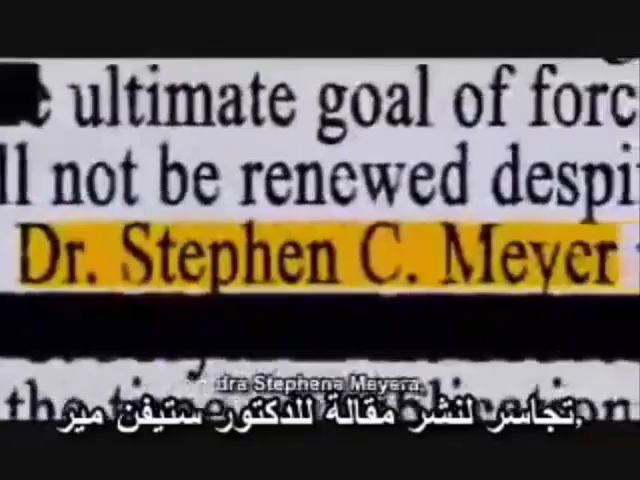 ultimate goal of forc
ll not be renewed despi
Dr. Stephen C. Meyer
dra Stephena Meyera,
تجاسر لنشر مقالة للدكتور ستيفن مير,